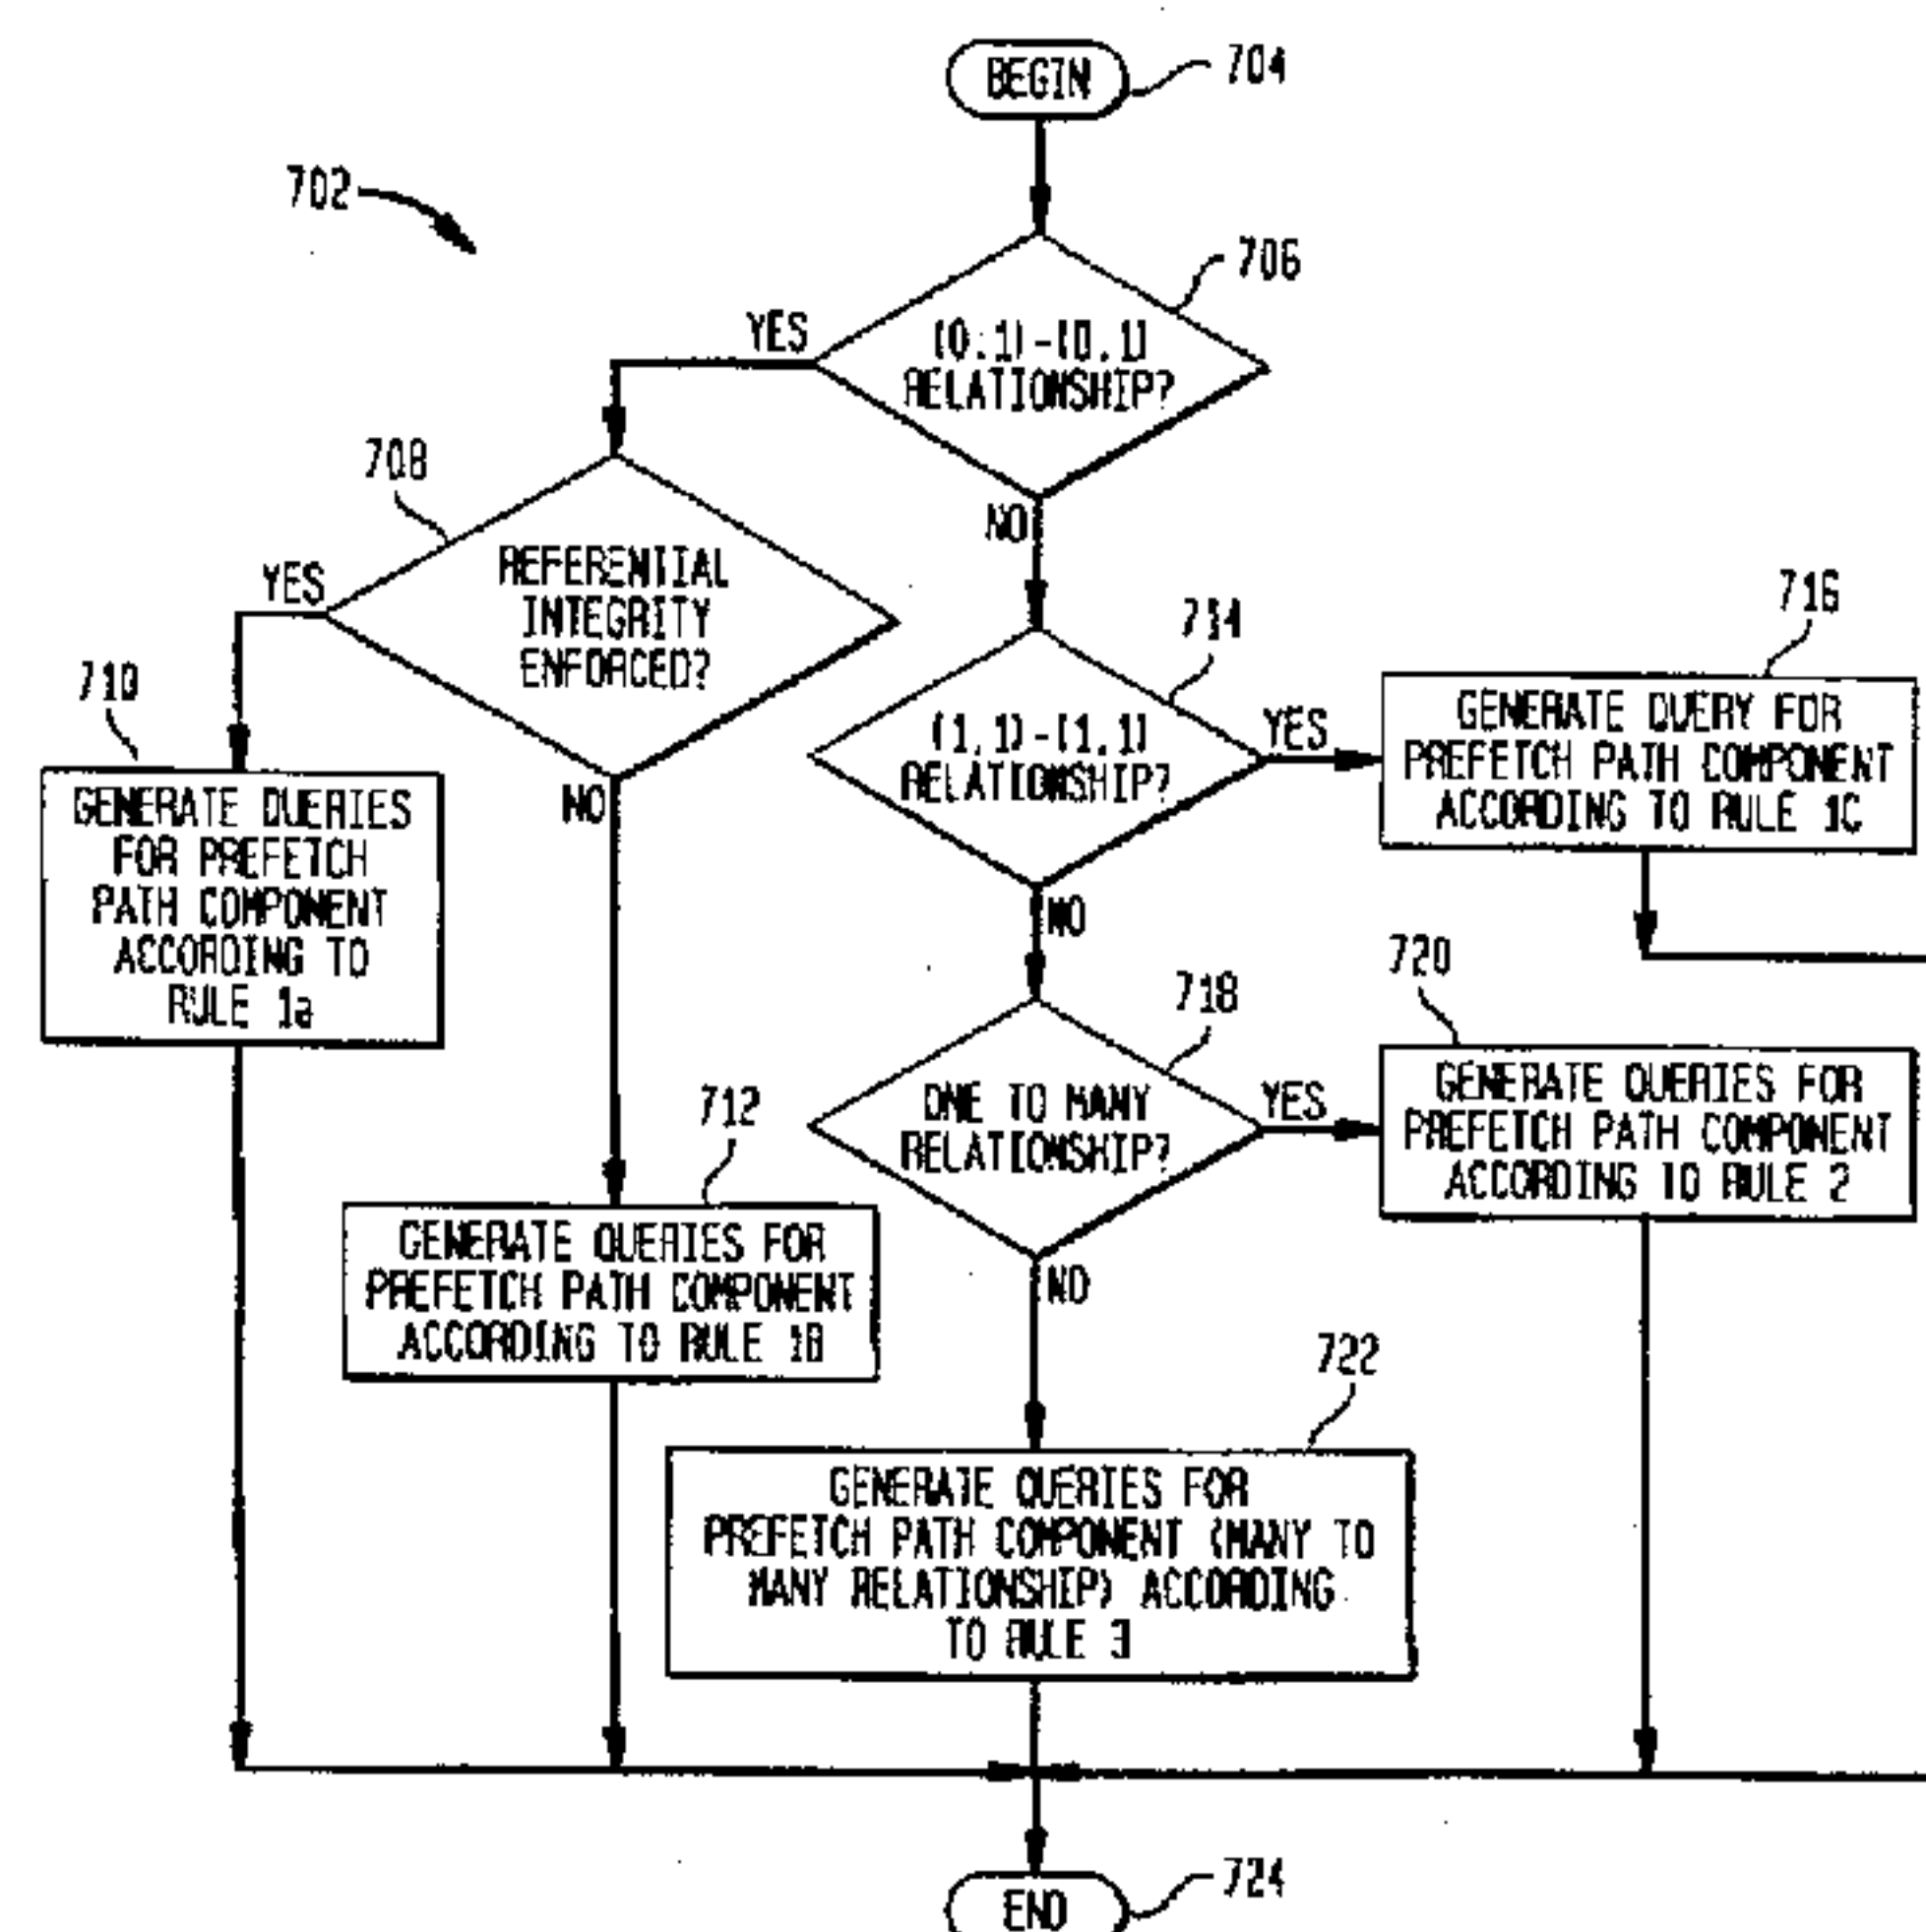 BEGIN
704
702
706
YES
(0,1)-(0,1)
RELATIONSHIP?
NO
708
YES
REFERENTIAL
INTEGRITY
ENFORCED?
NO
714
(1,1)-(1,1)
RELATIONSHIP?
YES
NO
716
GENERATE QUERY FOR
PREFETCH PATH COMPONENT
ACCORDING TO RULE 1C
710
GENERATE QUERIES
FOR PREFETCH
PATH COMPONENT
ACCORDING TO
RULE 1a
718
ONE TO MANY
RELATIONSHIP?
YES
NO
720
GENERATE QUERIES FOR
PREFETCH PATH COMPONENT
ACCORDING TO RULE 2
712
GENERATE QUERIES FOR
PREFETCH PATH COMPONENT
ACCORDING TO RULE 1B
722
GENERATE QUERIES FOR
PREFETCH PATH COMPONENT (MANY TO
MANY RELATIONSHIP) ACCORDING
TO RULE 3
END
724